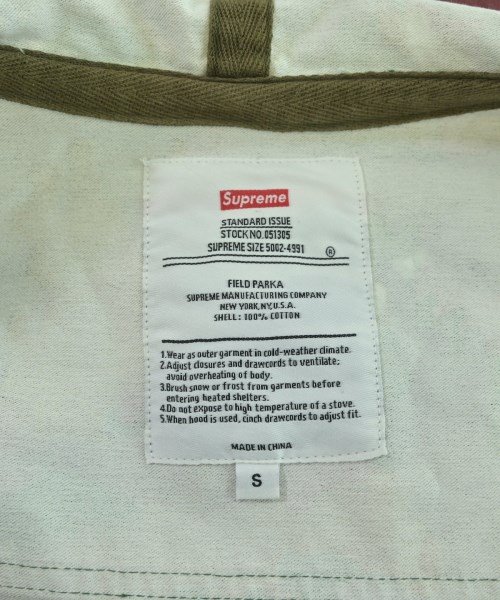 Supreme
STANDARD ISSUE
STOCK NO. 051305
SUPREME SIZE 5002-4991 ®
FIELD PARKA
SUPREME MANUFACTURING COMPANY
NEW YORK, NY, U.S.A.
SHELL: 100% COTTON
1.Wear as outer garment in cold-weather climate.
2.Adjust closures and drawcords to ventilate;
avoid overheating of body.
3.Brush snow or frost from garments before
entering heated shelters.
4.Do not expose to high temperature of a stove.
5.When hood is used, cinch drawcords to adjust fit.
MADE IN CHINA
S